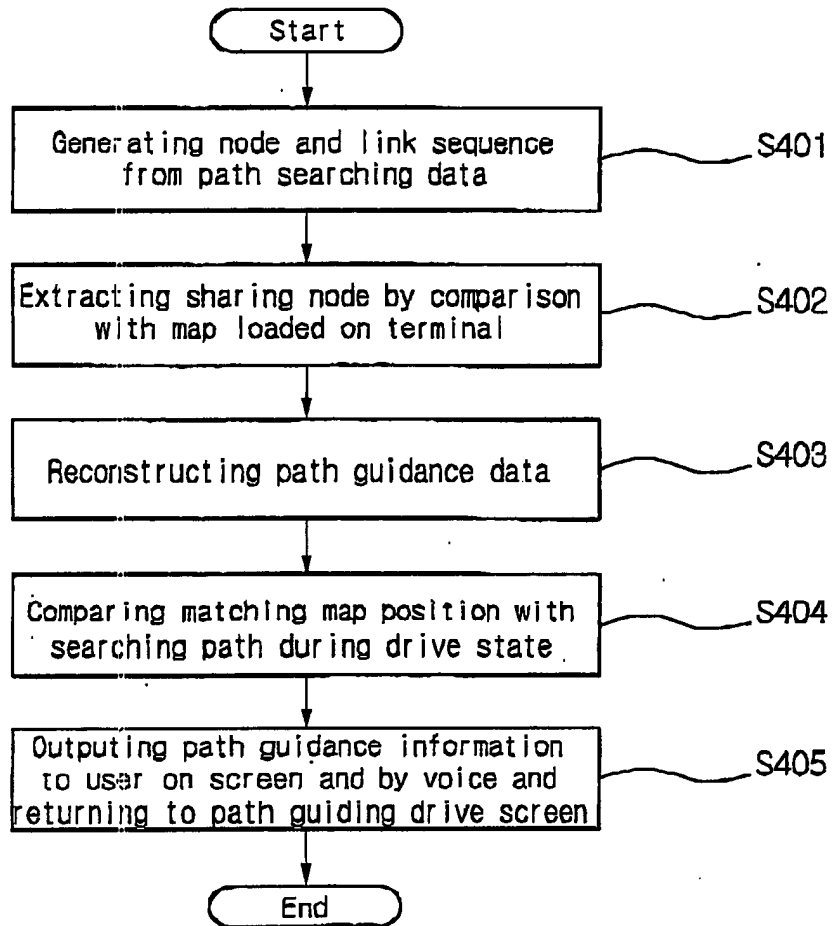 Start
Generating node and link sequence
from path searching data
S401
Extracting sharing node by comparison
with map loaded on terminal
S402
Reconstructing path guidance data
S403
Comparing matching map position with
searching path during drive state
S404
Outputing path guidance information
to user on screen and by voice and
returning to path guiding drive screen
S405
End